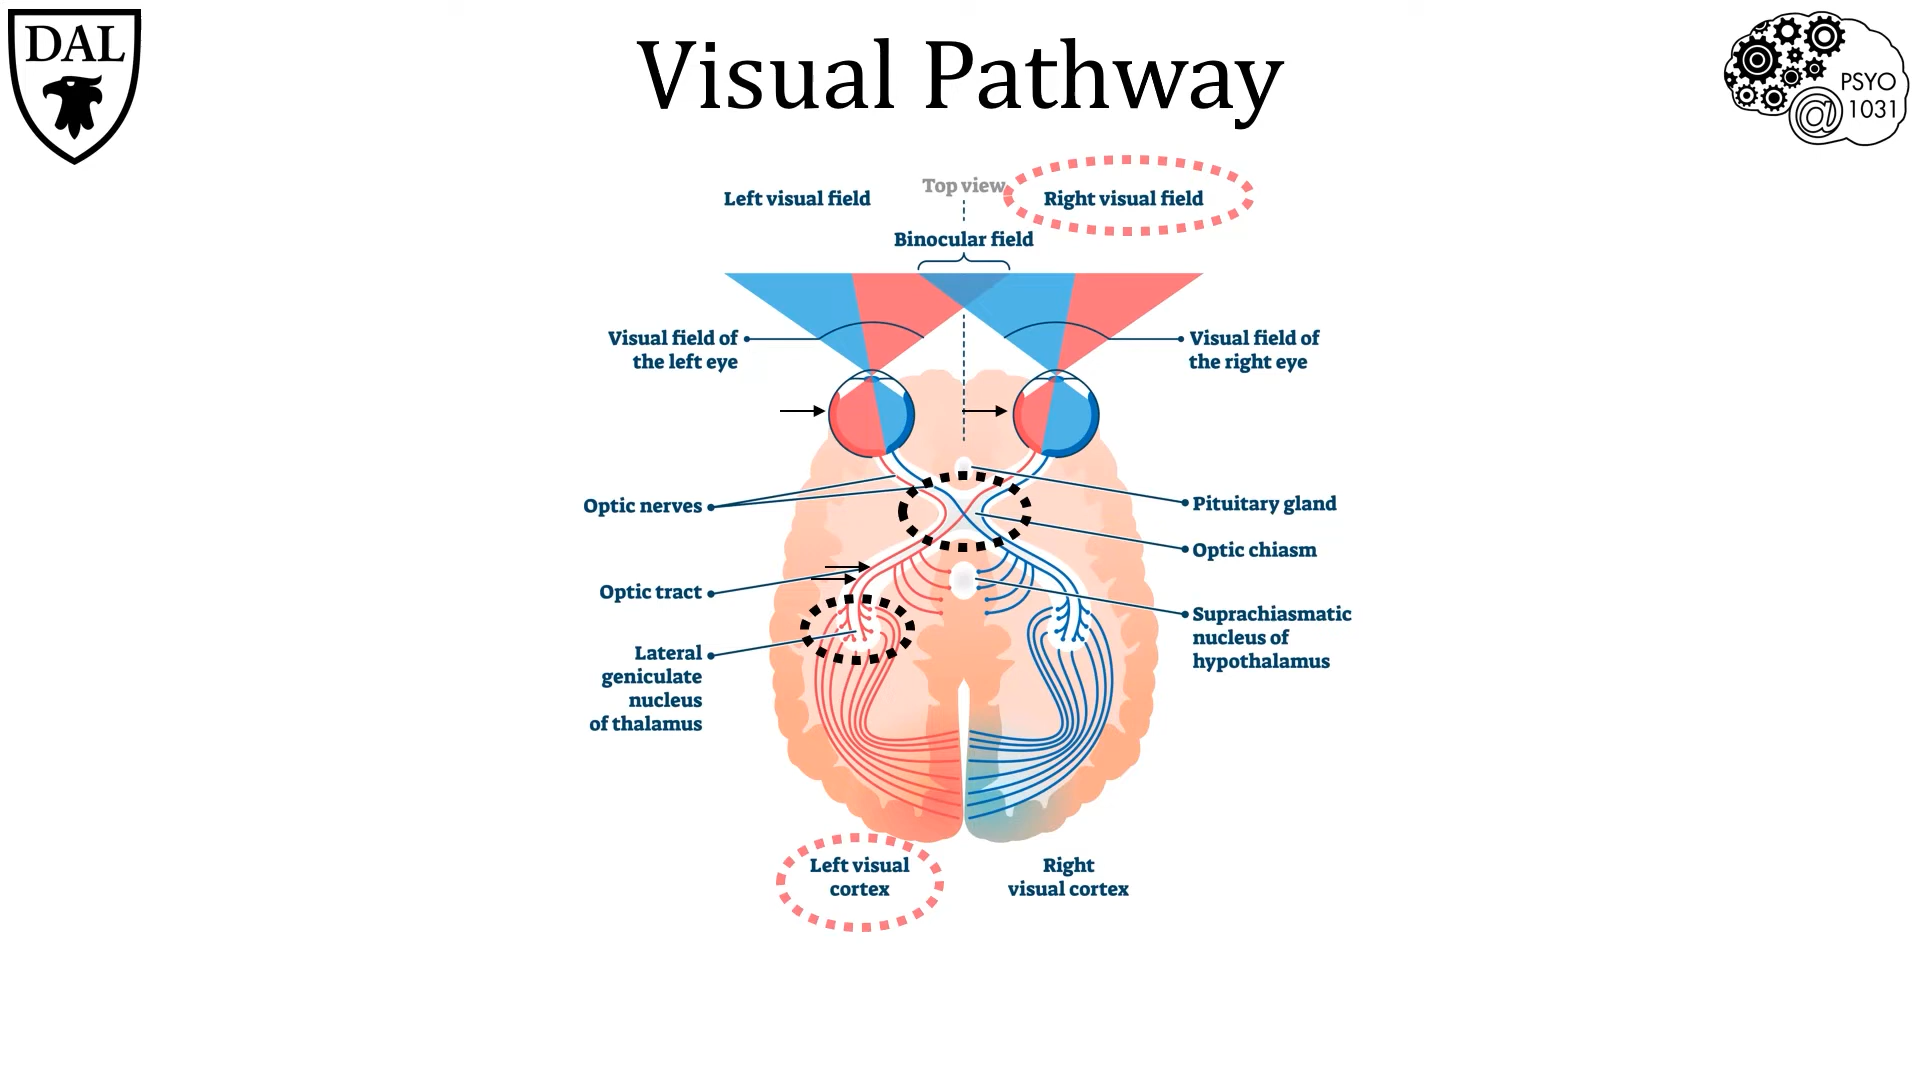 DAL
Visual Pathway
PSYO
@ 1031
Top view
Left visual field
Right visual field
Binocular field
Visual field of
the left eye
Visual field of
the right eye
Optic nerves
Pituitary gland
Optic chiasm
Optic tract
Suprachiasmatic
nucleus of
hypothalamus
Lateral
geniculate
nucleus
of thalamus
Left visual
cortex
Right
visual cortex